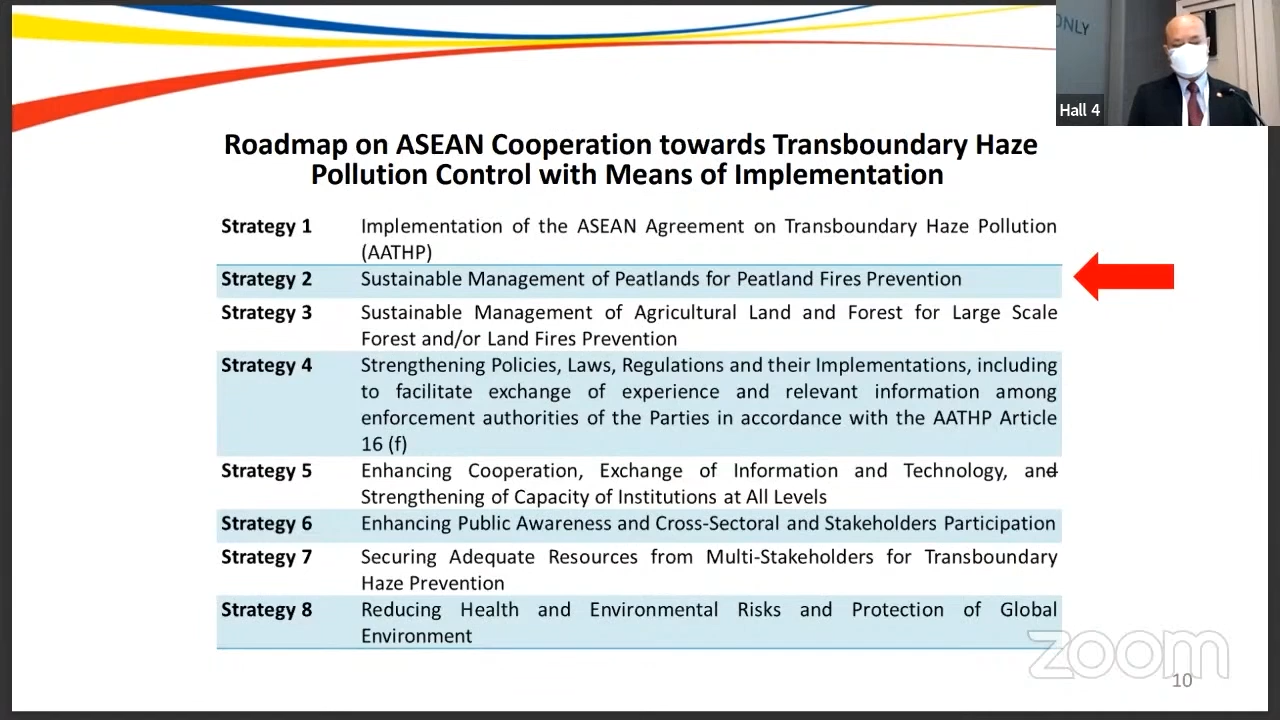 ONLY
Hall 4
Roadmap on ASEAN Cooperation towards Transboundary Haze
Pollution Control with Means of Implementation
Strategy 1 Implementation of the ASEAN Agreement on Transboundary Haze Pollution
(AATHP)
Strategy 2 Sustainable Management of Peatlands for Peatland Fires Prevention
Strategy 3 Sustainable Management of Agricultural Land and Forest for Large Scale
Forest and/or Land Fires Prevention
Strategy 4 Strengthening Policies, Laws, Regulations and their Implementations, including
to facilitate exchange of experience and relevant information among
enforcement authorities of the Parties in accordance with the AATHP Article
16 (f)
Strategy 5 Enhancing Cooperation, Exchange of Information and Technology, and
Strengthening of Capacity of Institutions at All Levels
Strategy 6 Enhancing Public Awareness and Cross-Sectoral and Stakeholders Participation
Strategy 7 Securing Adequate Resources from Multi-Stakeholders for Transboundary
Haze Prevention
Strategy 8 Reducing Health and Environmental Risks and Protection of Global
Environment
zoom
10